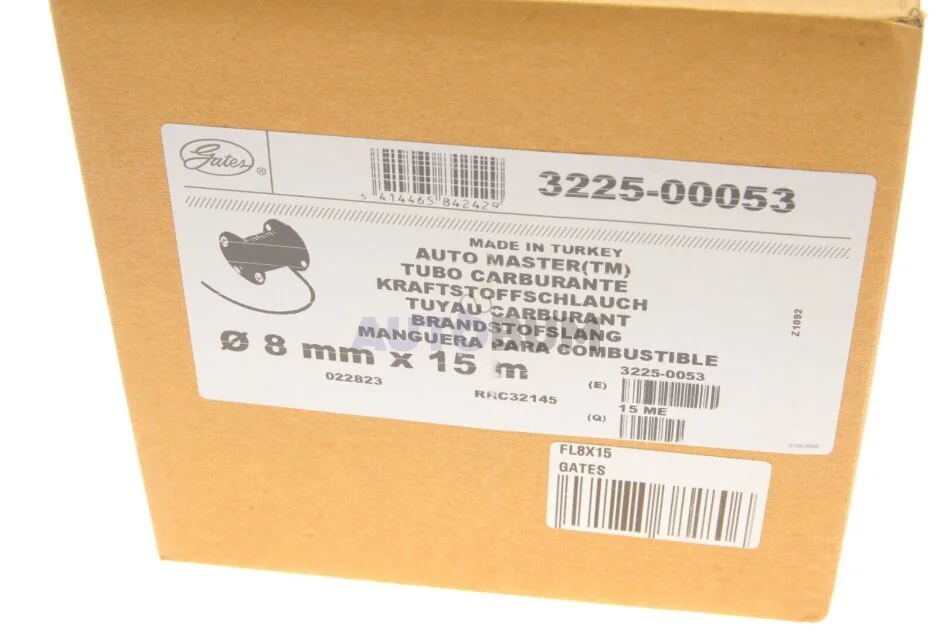 Gates®
5 414465 842429
3225-00053
MADE IN TURKEY
AUTO MASTER(TM)
TUBO CARBURANTE
KRAFTSTOFFSCHLAUCH
TUYAU CARBURANT
BRANDSTOFSLANG
MANGUERA PARA COMBUSTIBLE
Ø 8 mm x 15 m
022823
RRC32145
(E)
3225-0053
(Q)
15 ME
Z1092
FL8X15
GATES